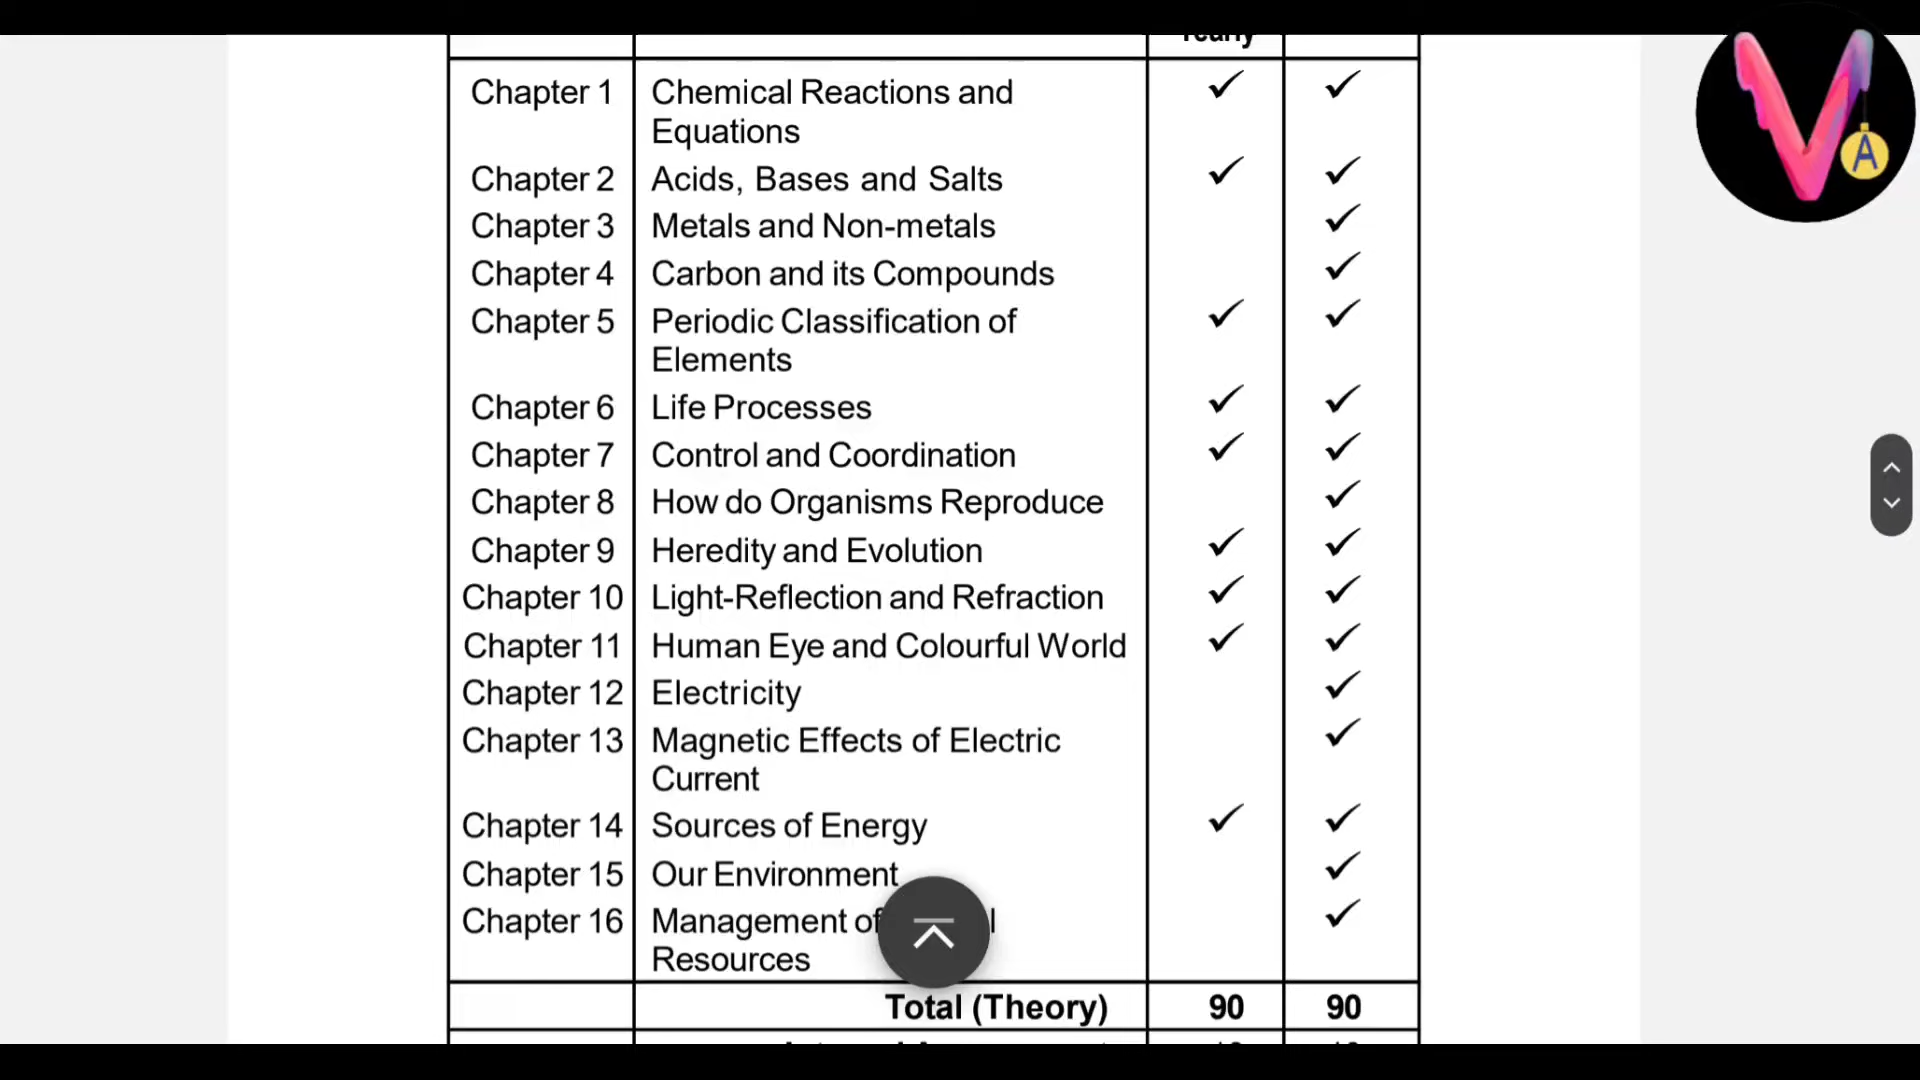 Yearly
Chapter 1 Chemical Reactions and ✓ ✓
Equations
Chapter 2 Acids, Bases and Salts ✓ ✓
Chapter 3 Metals and Non-metals ✓
Chapter 4 Carbon and its Compounds ✓
Chapter 5 Periodic Classification of ✓ ✓
Elements
Chapter 6 Life Processes ✓ ✓
Chapter 7 Control and Coordination ✓ ✓
Chapter 8 How do Organisms Reproduce ✓
Chapter 9 Heredity and Evolution ✓ ✓
Chapter 10 Light-Reflection and Refraction ✓ ✓
Chapter 11 Human Eye and Colourful World ✓ ✓
Chapter 12 Electricity ✓
Chapter 13 Magnetic Effects of Electric ✓
Current
Chapter 14 Sources of Energy ✓ ✓
Chapter 15 Our Environment ✓
Chapter 16 Management of ✓
Resources
Total (Theory) 90 90
V
A